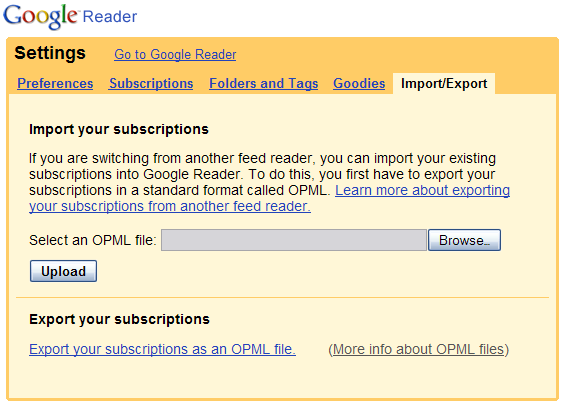 Google™ Reader
Settings Go to Google Reader
Preferences Subscriptions Folders and Tags Goodies Import/Export
Import your subscriptions
If you are switching from another feed reader, you can import your existing
subscriptions into Google Reader. To do this, you first have to export your
subscriptions in a standard format called OPML. Learn more about exporting
your subscriptions from another feed reader.
Select an OPML file: Browse...
Upload
Export your subscriptions
Export your subscriptions as an OPML file. (More info about OPML files)